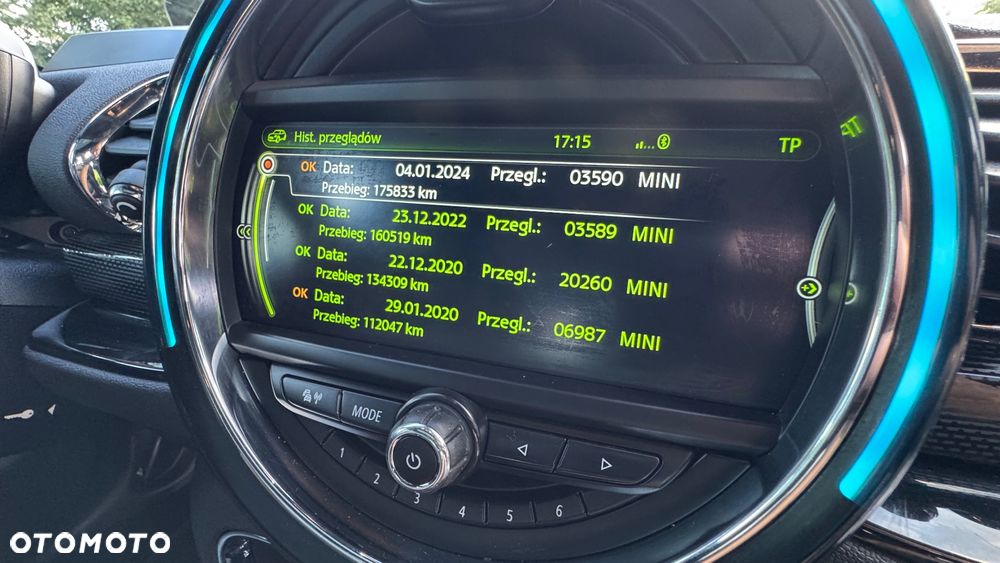 Hist. przeglądów 17:15 TP
OK Data: 04.01.2024 Przegl.: 03590 MINI
Przebieg: 175833 km
OK Data: 23.12.2022 Przegl.: 03589 MINI
Przebieg: 160519 km
OK Data: 22.12.2020 Przegl.: 20260 MINI
Przebieg: 134309 km
OK Data: 29.01.2020 Przegl.: 06987 MINI
Przebieg: 112047 km
MODE
1 2 3 4 5 6
OTOMOTO